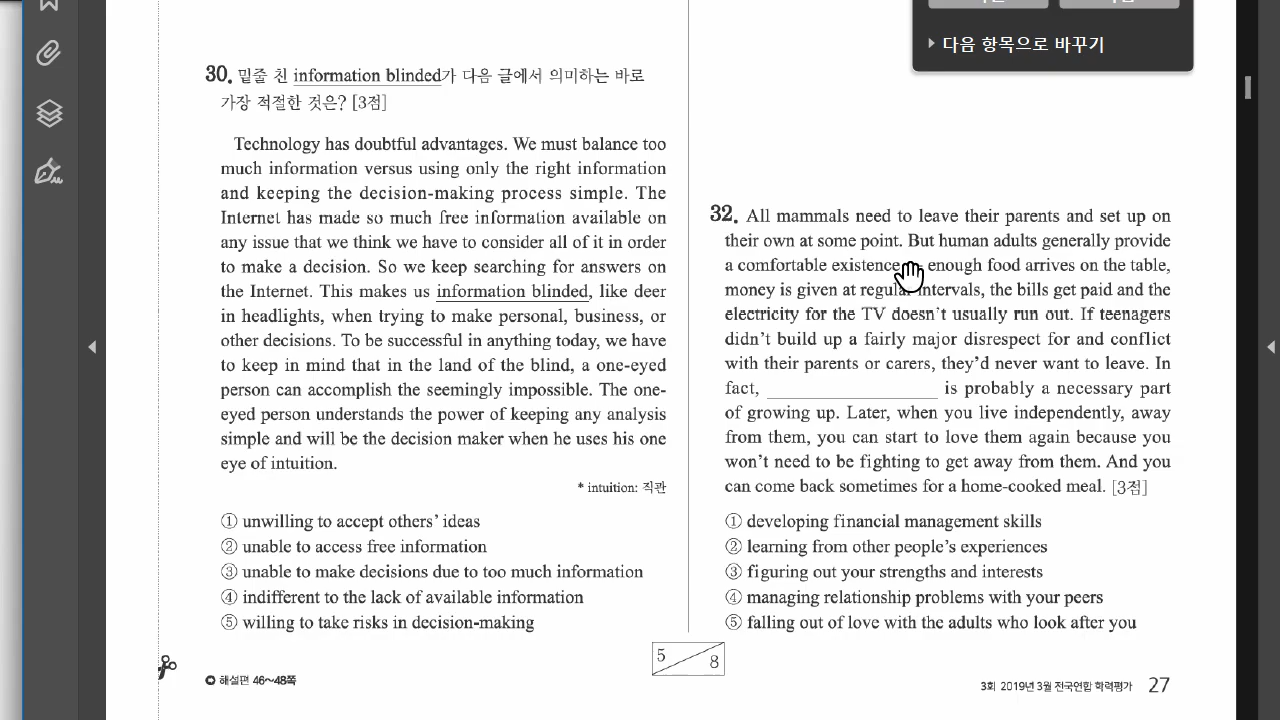 다음 항목으로 바꾸기
30. 밑줄 친 information blinded가 다음 글에서 의미하는 바로
가장 적절한 것은? [3점]
Technology has doubtful advantages. We must balance too
much information versus using only the right information
and keeping the decision-making process simple. The
Internet has made so much free information available on
any issue that we think we have to consider all of it in order
to make a decision. So we keep searching for answers on
the Internet. This makes us information blinded, like deer
in headlights, when trying to make personal, business, or
other decisions. To be successful in anything today, we have
to keep in mind that in the land of the blind, a one-eyed
person can accomplish the seemingly impossible. The one-
eyed person understands the power of keeping any analysis
simple and will be the decision maker when he uses his one
eye of intuition.
* intuition: 직관
① unwilling to accept others’ ideas
② unable to access free information
③ unable to make decisions due to too much information
④ indifferent to the lack of available information
⑤ willing to take risks in decision-making
32. All mammals need to leave their parents and set up on
their own at some point. But human adults generally provide
a comfortable existence enough food arrives on the table,
money is given at regular intervals, the bills get paid and the
electricity for the TV doesn’t usually run out. If teenagers
didn’t build up a fairly major disrespect for and conflict
with their parents or carers, they’d never want to leave. In
fact, is probably a necessary part
of growing up. Later, when you live independently, away
from them, you can start to love them again because you
won’t need to be fighting to get away from them. And you
can come back sometimes for a home-cooked meal. [3점]
① developing financial management skills
② learning from other people’s experiences
③ figuring out your strengths and interests
④ managing relationship problems with your peers
⑤ falling out of love with the adults who look after you
해설편 46~48쪽
5 8
3회 2019년 3월 전국연합 학력평가 27